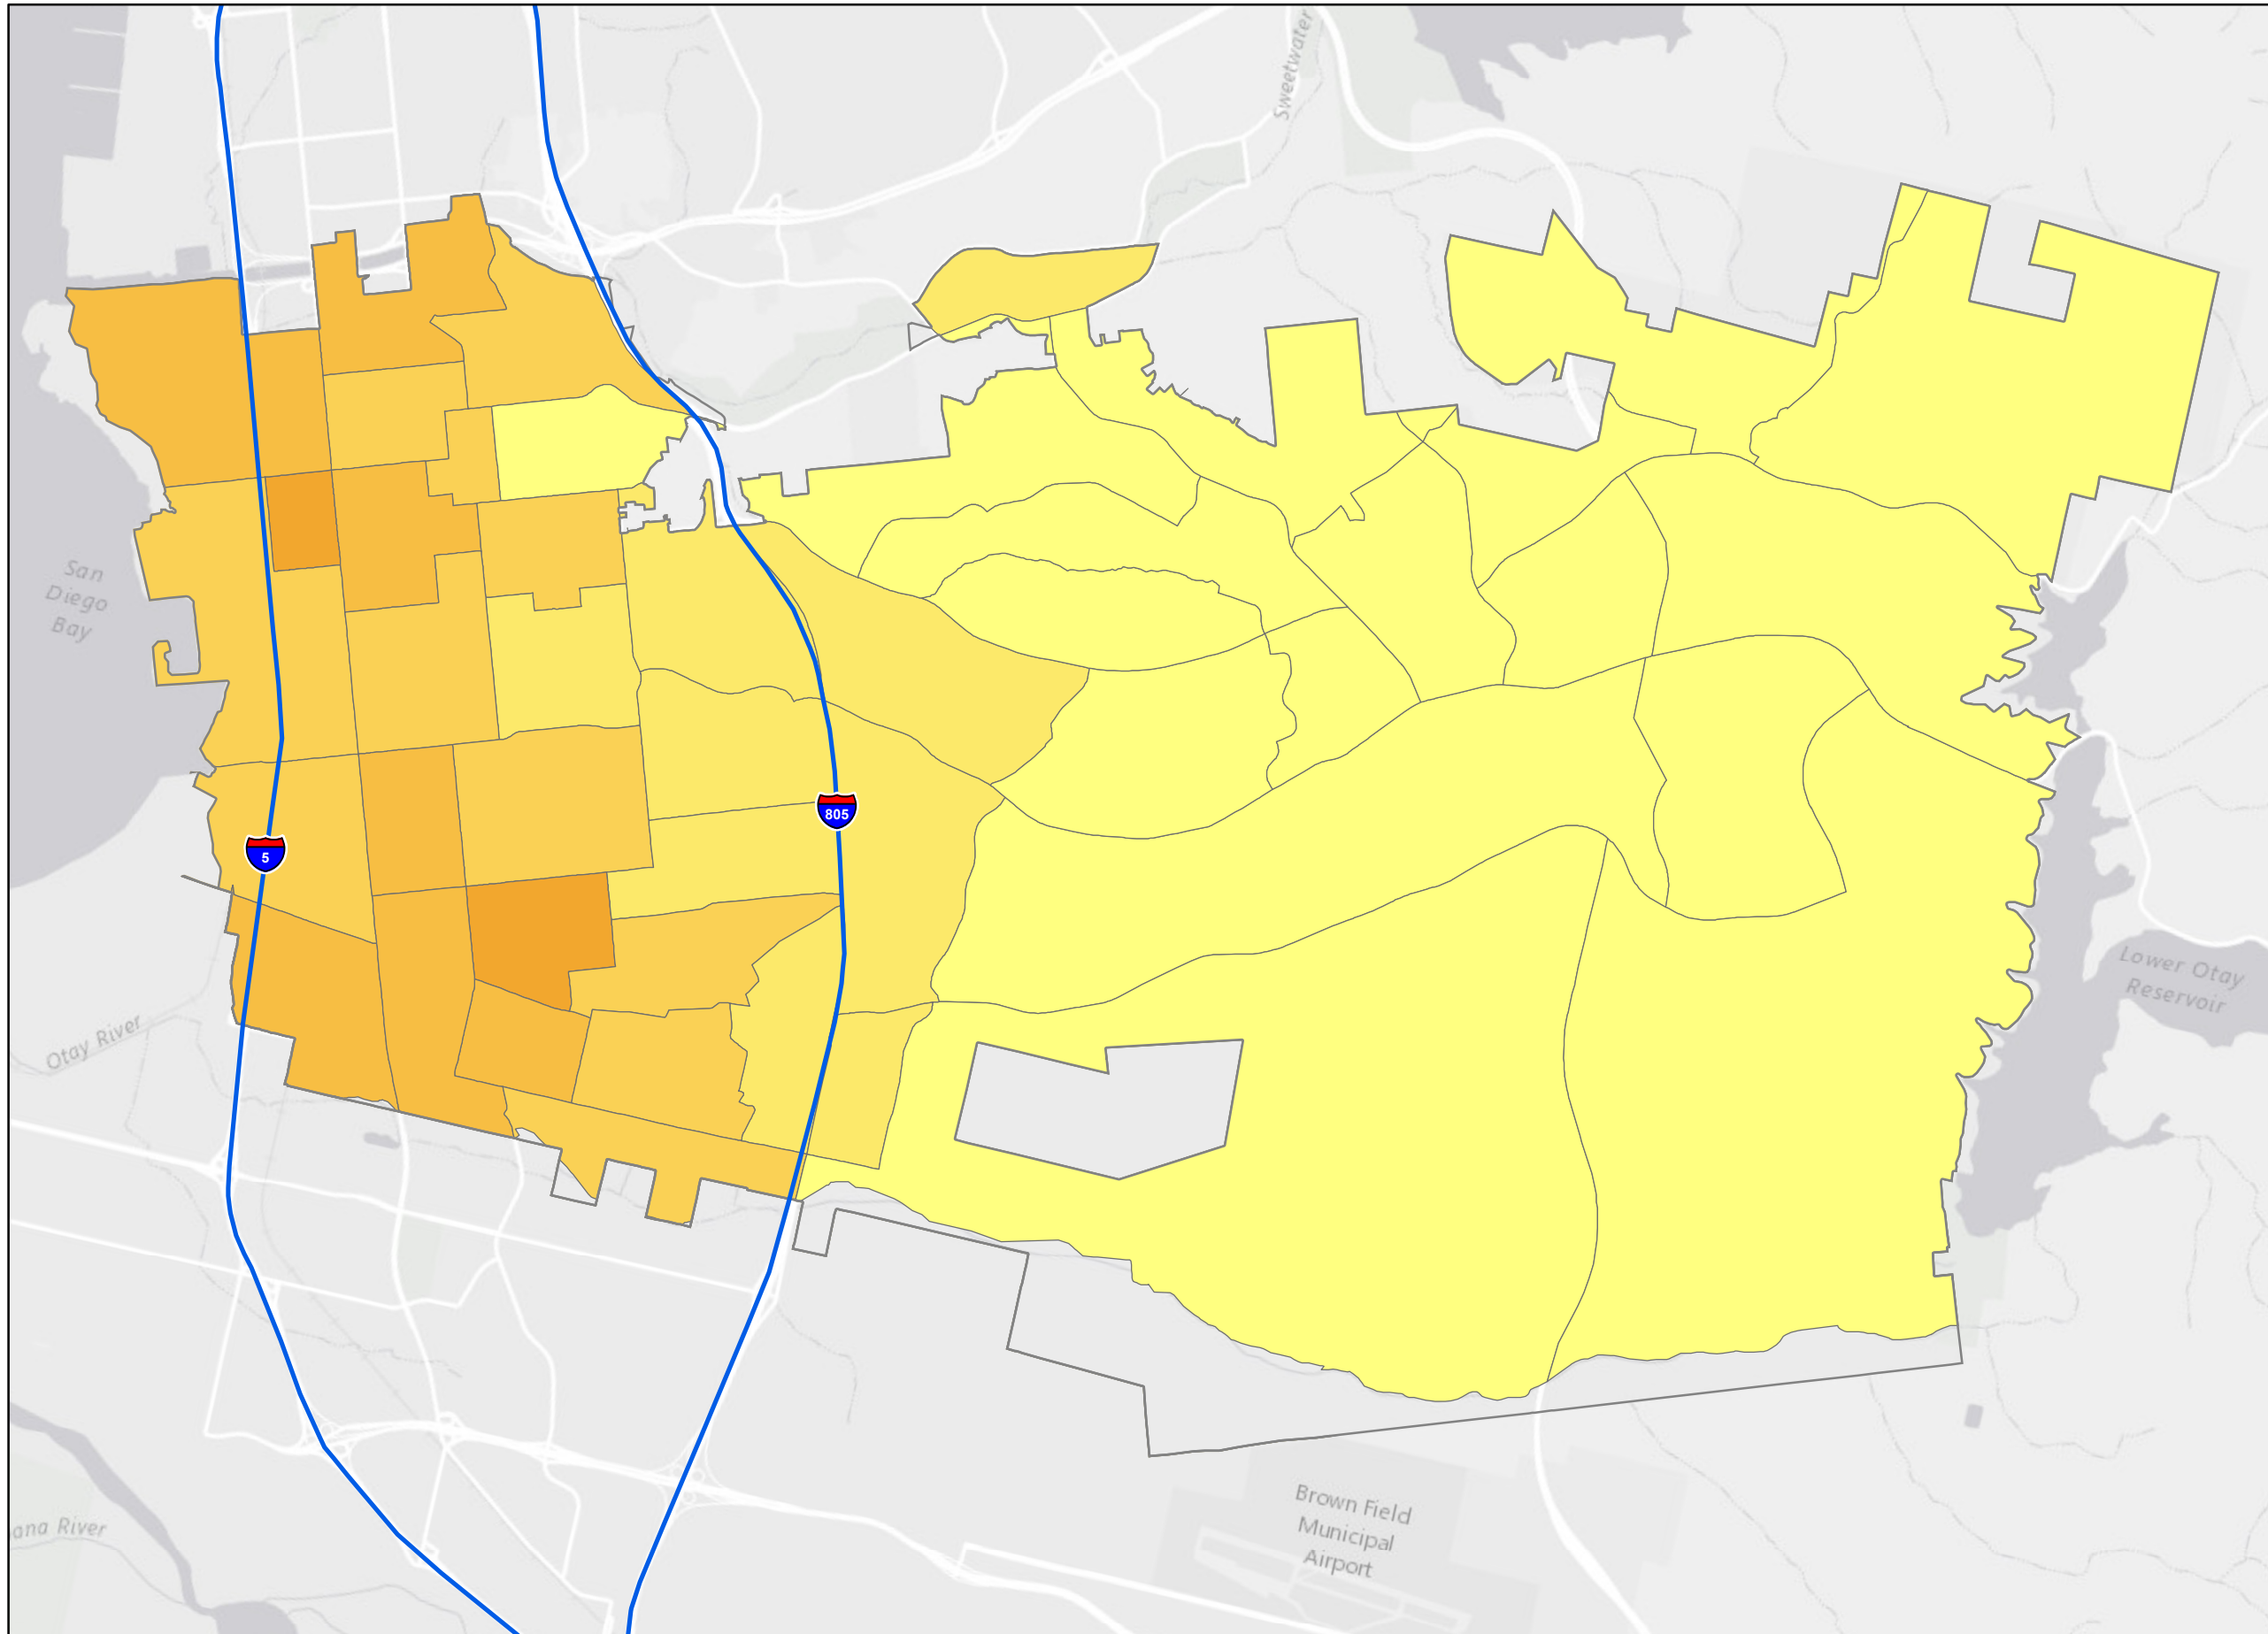 Sweetwater
San
Diego
Bay
805
5
Lower Otay
Reservoir
Otay River
Brown Field
Municipal
Airport
ana River